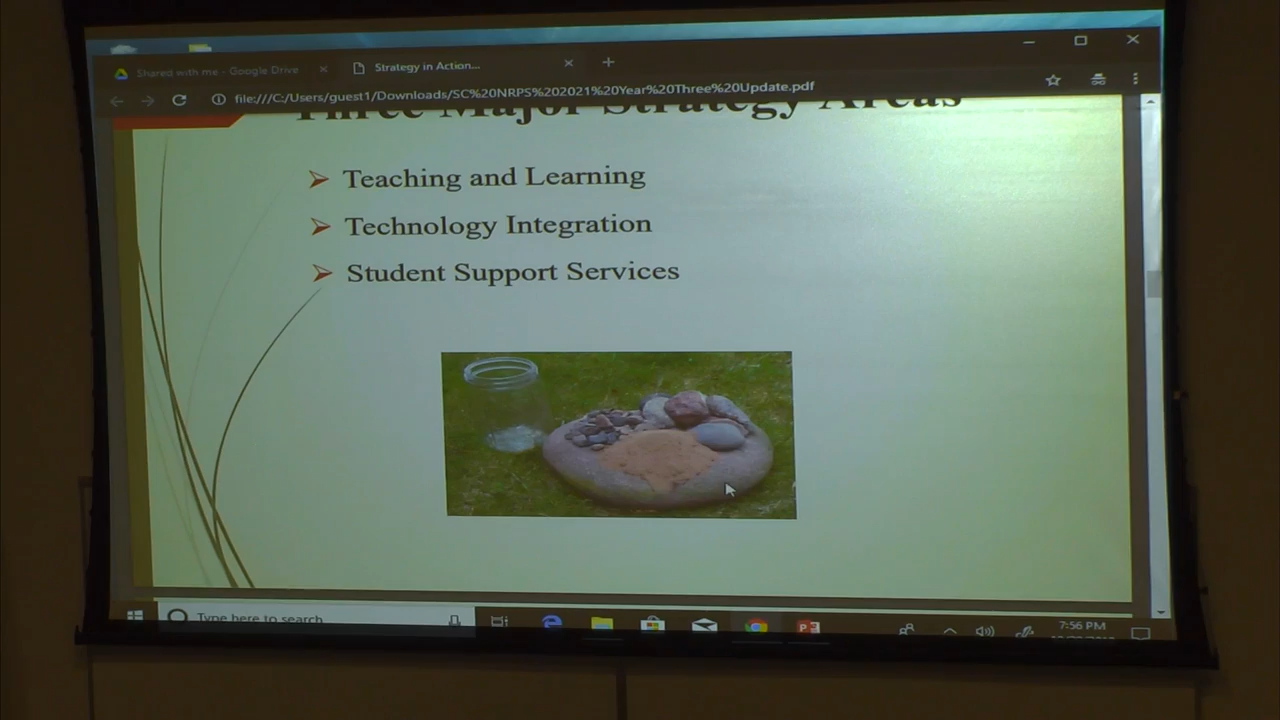 Shared with me - Google Drive
Strategy in Action...
file:///C:/Users/guest1/Downloads/SC%20NRPS%202021%20Year%20Three%20Update.pdf
Three Major Strategy Areas
Teaching and Learning
Technology Integration
Student Support Services
Type here to search
7:56 PM